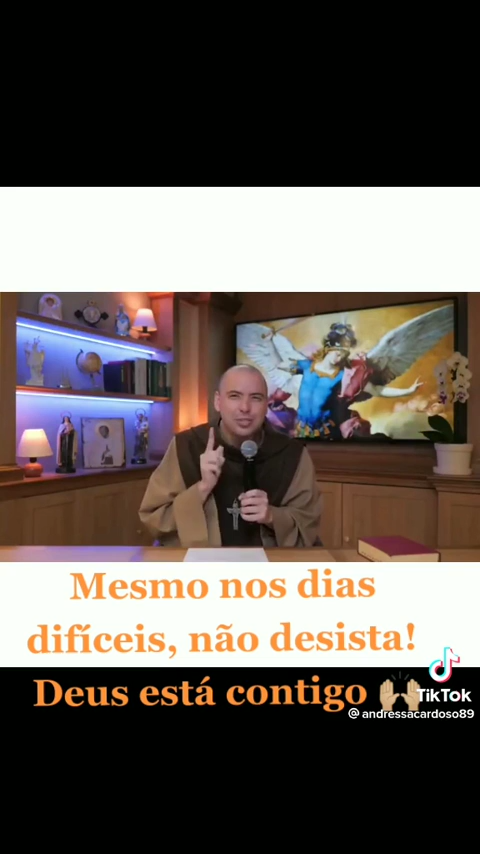 Mesmo nos dias
difíceis, não desista!
Deus está contigo 🙌🏼
TikTok
@andressacardoso89